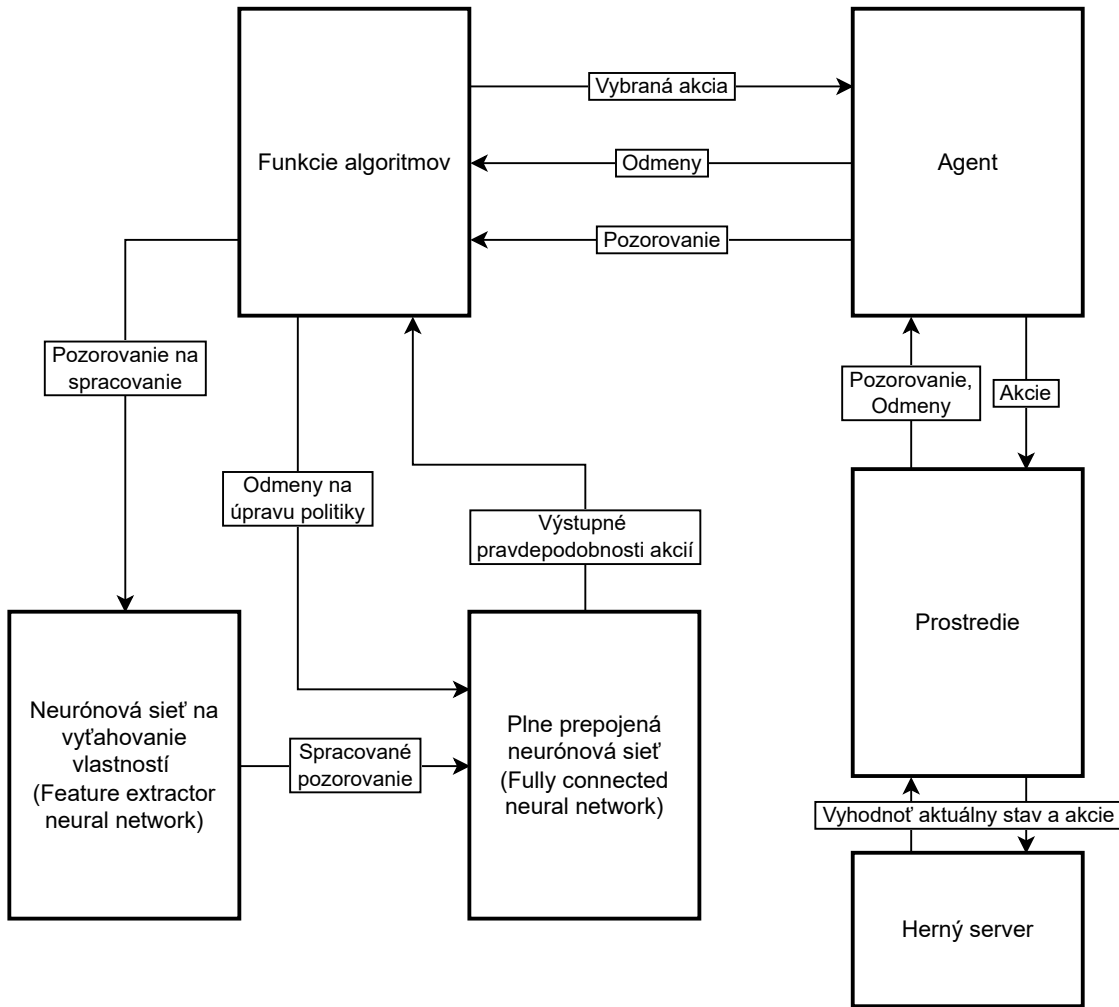 Vybraná akcia
Funkcie algoritmov
Odmeny
Agent
Pozorovanie
Pozorovanie na
spracovanie
Pozorovanie,
Odmeny
Akcie
Odmeny na
úpravu politiky
Výstupné
pravdepodobnosti akcií
Prostredie
Neurónová sieť na
vyťahovanie
vlastností
(Feature extractor
neural network)
Spracované
pozorovanie
Plne prepojená
neurónová sieť
(Fully connected
neural network)
Vyhodnoť aktuálny stav a akcie
Herný server